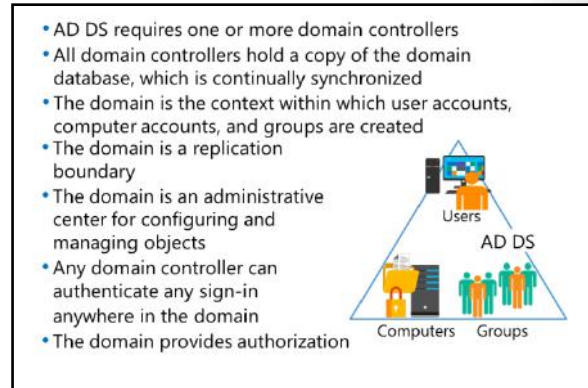 • AD DS requires one or more domain controllers
• All domain controllers hold a copy of the domain
database, which is continually synchronized
• The domain is the context within which user accounts,
computer accounts, and groups are created
• The domain is a replication
boundary
• The domain is an administrative
center for configuring and
managing objects
• Any domain controller can
authenticate any sign-in
anywhere in the domain
• The domain provides authorization
Users
AD DS
Computers
Groups